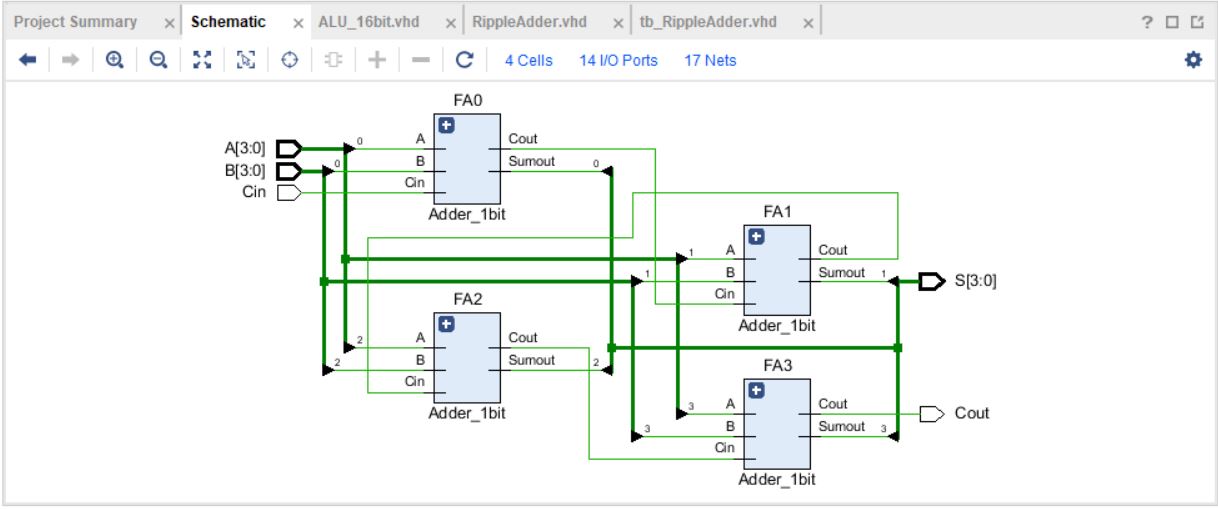 Project Summary × Schematic × ALU_16bit.vhd × RippleAdder.vhd × tb_RippleAdder.vhd × ?
4 Cells 14 I/O Ports 17 Nets
FA0
A[3:0] 0 A Cout
B[3:0] 0 B Sumout 0
Cin Cin
Adder_1bit
FA1
1 A Cout
1 B Sumout 1 S[3:0]
Cin
Adder_1bit
FA2
2 A Cout
2 B Sumout 2
Cin
Adder_1bit
FA3
3 A Cout Cout
3 B Sumout 3
Cin
Adder_1bit